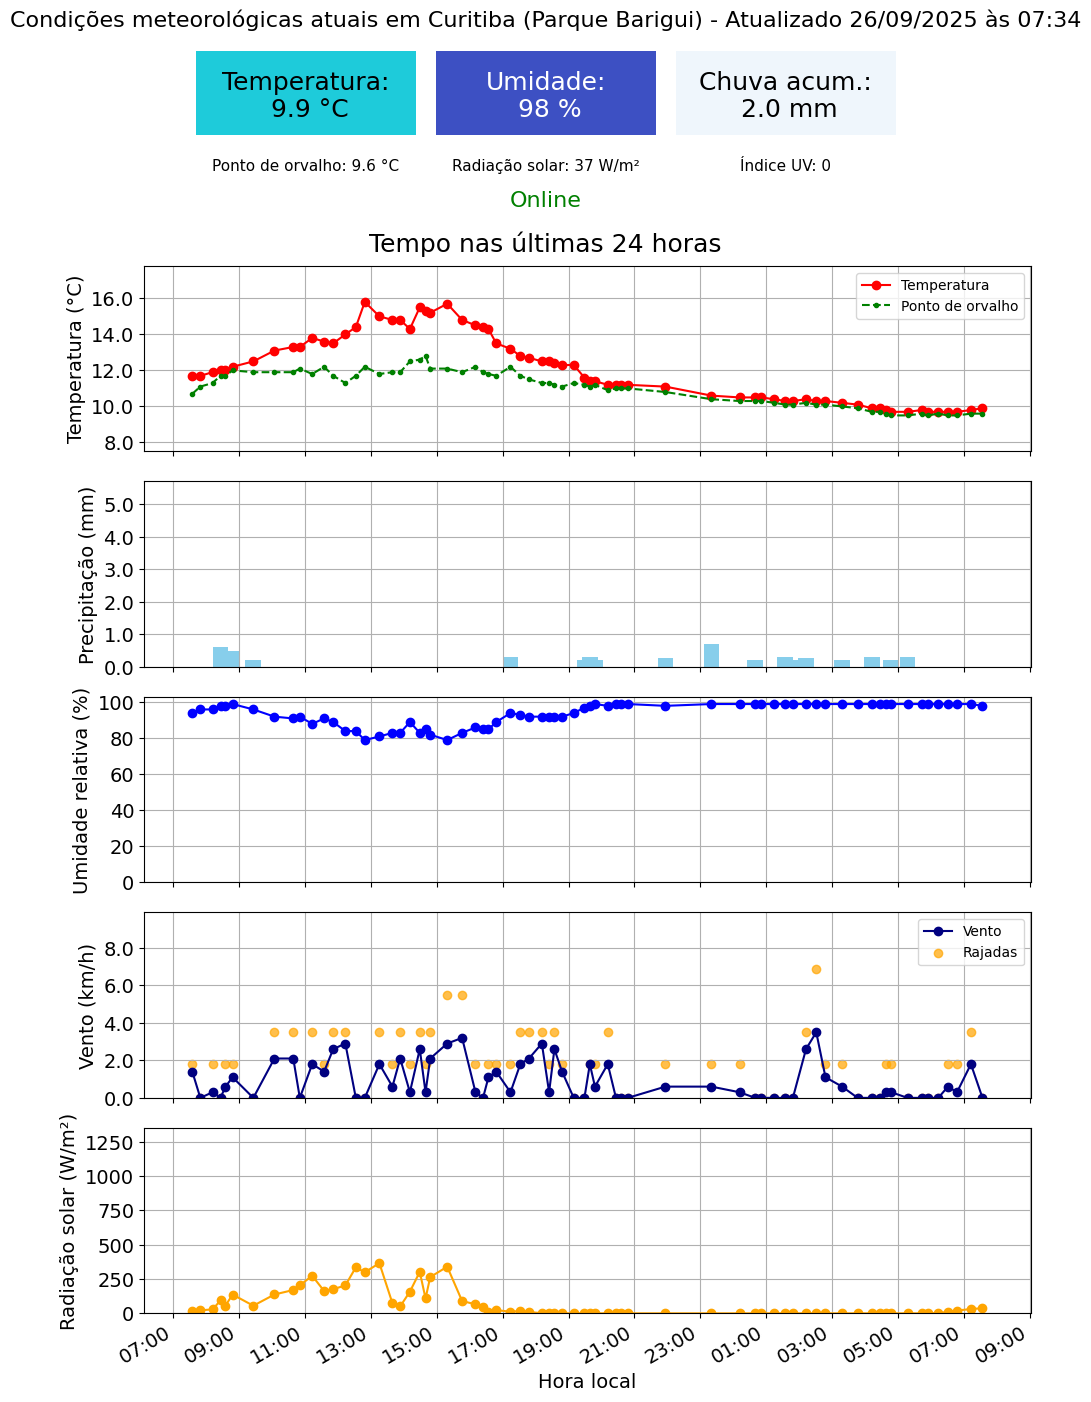 Condições meteorológicas atuais em Curitiba (Parque Barigui) - Atualizado 26/09/2025 às 07:34
Temperatura:
9.9 °C
Umidade:
98 %
Chuva acum.:
2.0 mm
Ponto de orvalho: 9.6 °C
Radiação solar: 37 W/m²
Índice UV: 0
Online
Tempo nas últimas 24 horas
Temperatura (°C)
16.0
14.0
12.0
10.0
8.0
Temperatura
Ponto de orvalho
Precipitação (mm)
5.0
4.0
3.0
2.0
1.0
0.0
Umidade relativa (%)
100
80
60
40
20
0
Vento (km/h)
8.0
6.0
4.0
2.0
0.0
Vento
Rajadas
Radiação solar (W/m²)
1250
1000
750
500
250
0
07:00 09:00 11:00 13:00 15:00 17:00 19:00 21:00 23:00 01:00 03:00 05:00 07:00 09:00
Hora local